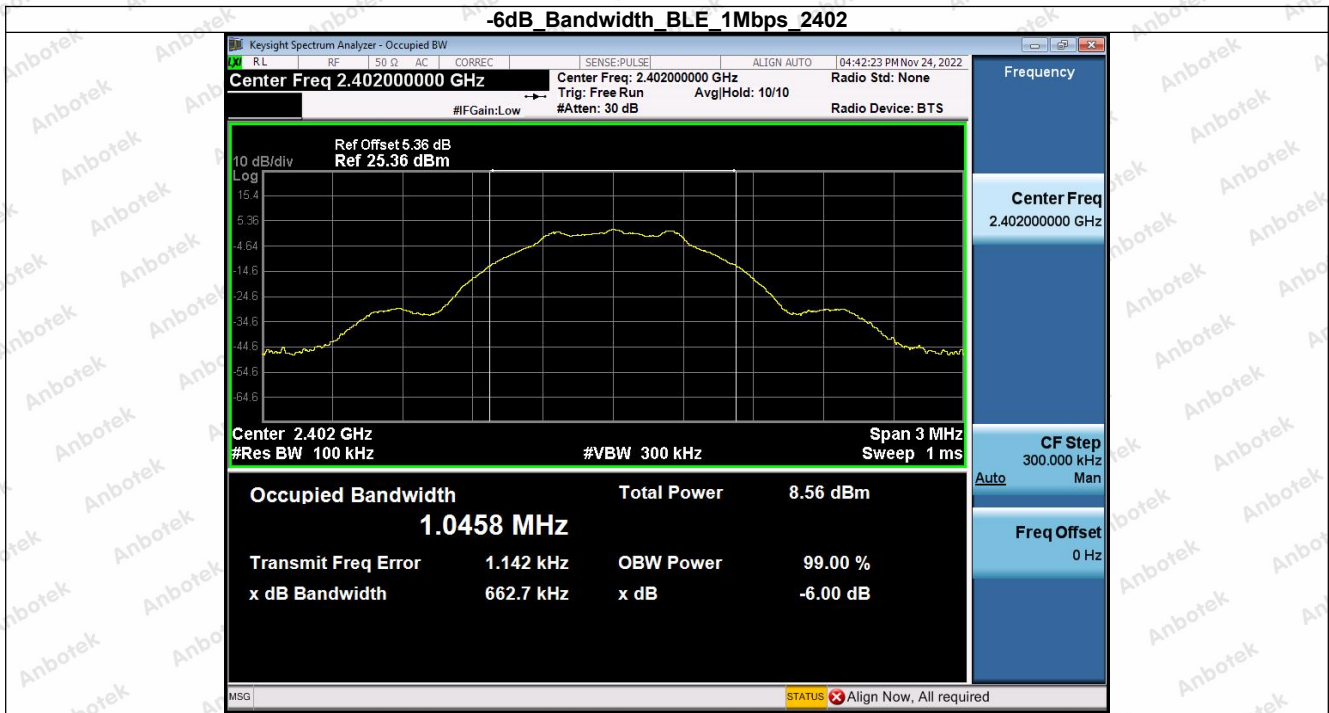 -6dB_Bandwidth_BLE_1Mbps_2402
Keysight Spectrum Analyzer - Occupied BW
LXI RL RF 50 Ω AC CORREC SENSE:PULSE ALIGN AUTO 04:42:23 PM Nov 24, 2022
Center Freq 2.402000000 GHz
Center Freq: 2.402000000 GHz
Radio Std: None
Trig: Free Run Avg|Hold: 10/10
#IFGain:Low
#Atten: 30 dB
Radio Device: BTS
Frequency
Ref Offset 5.36 dB
10 dB/div Ref 25.36 dBm
Log
15.4
5.36
-4.64
-14.6
-24.6
-34.6
-44.6
-54.6
-64.6
Center 2.402 GHz Span 3 MHz
#Res BW 100 kHz #VBW 300 kHz Sweep 1 ms
Center Freq
2.402000000 GHz
CF Step
300.000 kHz
Auto Man
Freq Offset
0 Hz
Occupied Bandwidth Total Power 8.56 dBm
1.0458 MHz
Transmit Freq Error 1.142 kHz OBW Power 99.00 %
x dB Bandwidth 662.7 kHz x dB -6.00 dB
MSG STATUS Align Now, All required
Anbotek